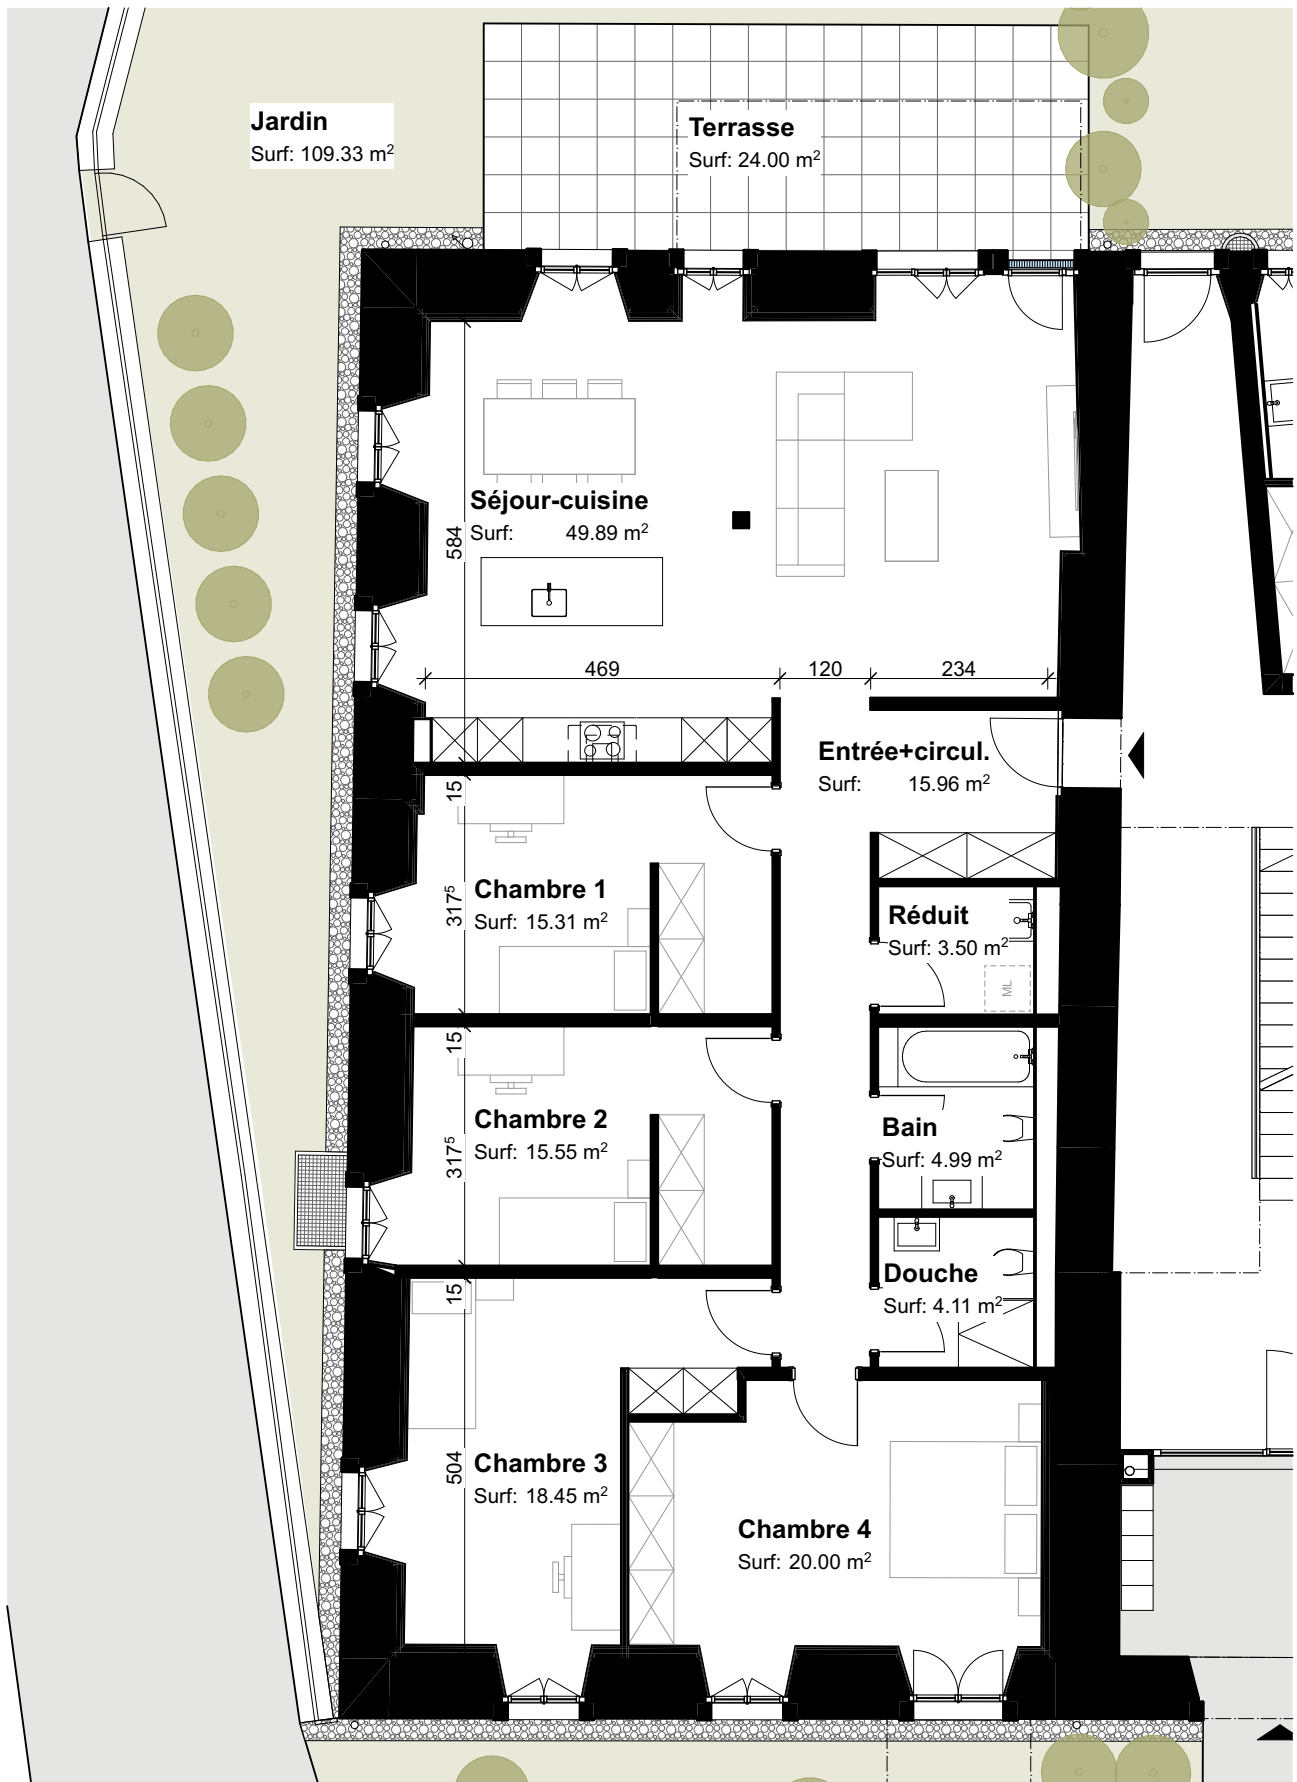 Jardin
Surf: 109.33 m²
Terrasse
Surf: 24.00 m²
Séjour-cuisine
Surf: 49.89 m²
584
469
120
234
Entrée+circul.
Surf: 15.96 m²
15
Chambre 1
Surf: 15.31 m²
317⁵
Réduit
Surf: 3.50 m²
ML
15
Chambre 2
Surf: 15.55 m²
317⁵
Bain
Surf: 4.99 m²
Douche
Surf: 4.11 m²
15
Chambre 3
Surf: 18.45 m²
504
Chambre 4
Surf: 20.00 m²